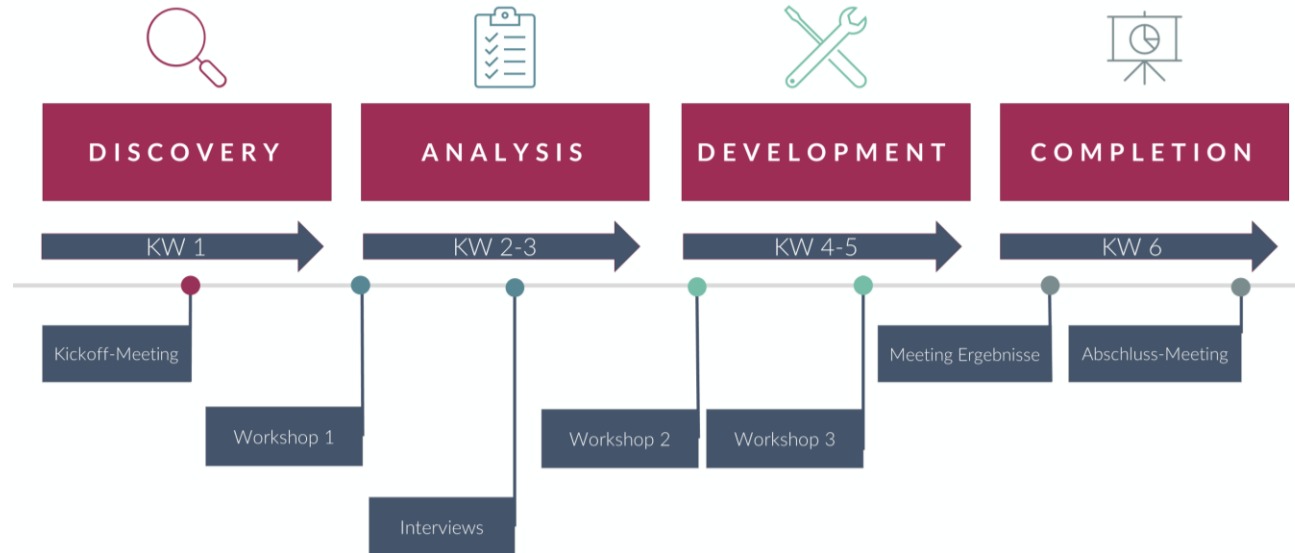 DISCOVERY
ANALYSIS
DEVELOPMENT
COMPLETION
KW 1
KW 2-3
KW 4-5
KW 6
Kickoff-Meeting
Workshop 1
Interviews
Workshop 2
Workshop 3
Meeting Ergebnisse
Abschluss-Meeting